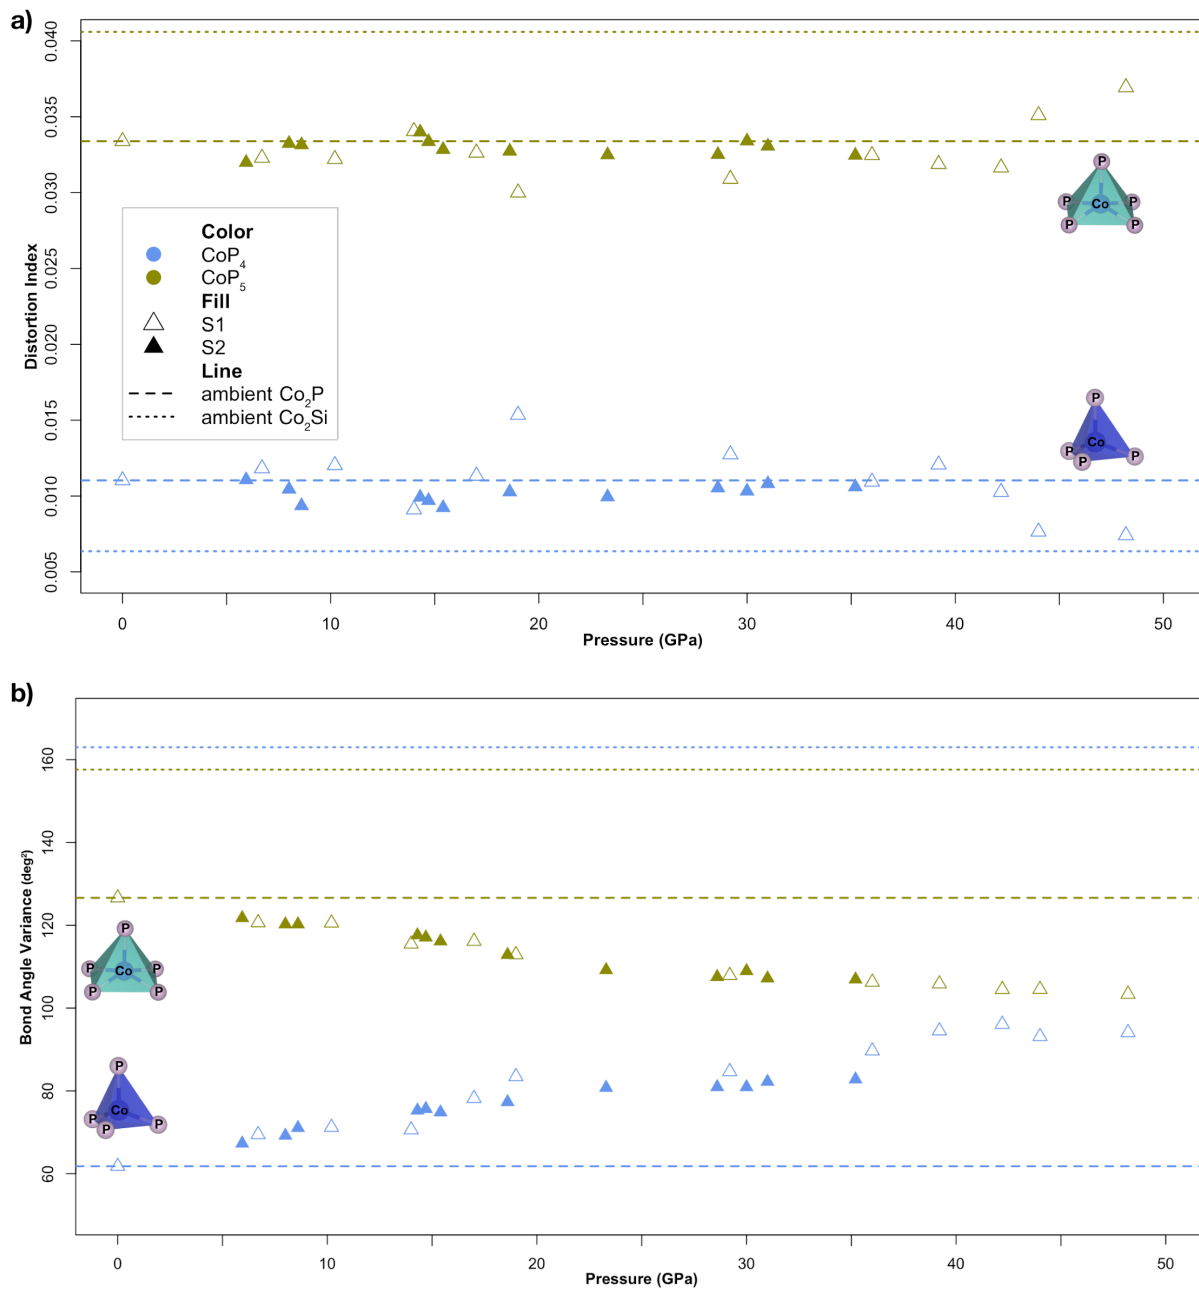 a)
0.040
0.035
0.030
0.025
0.020
0.015
0.010
0.005
Distortion Index
Color
CoP4
CoP5
Fill
S1
S2
Line
ambient Co2P
ambient Co2Si
P
P Co P
P P
P
Co
P P P
0 10 20 30 40 50
Pressure (GPa)
b)
160
140
120
100
80
60
Bond Angle Variance (deg²)
P
P Co P
P P
P
Co
P P P
0 10 20 30 40 50
Pressure (GPa)